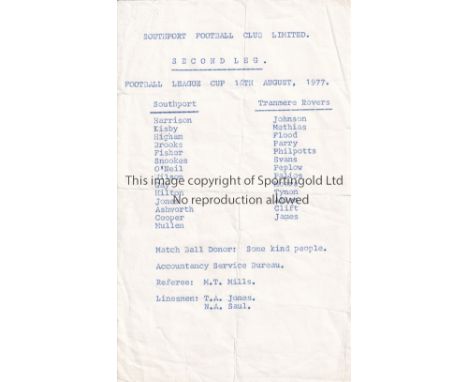 SOUTHPORT FOOTBALL CLUB LIMITED.
SECOND LEG.
FOOTBALL LEAGUE CUP 16TH AUGUST, 1977.
Southport Tranmere Rovers
Harrison Johnson
Kisby Mathias
Higham Flood
Brooks Parry
Fisher Philpotts
Snookes Evans
O'Neil Peplow
Wilson
This image copyright of Sportingold Ltd
Hilton Tynan
No reproduction allowed
Jones
Ashworth Clift
Cooper James
Mullen
Match Ball Donor: Some kind people.
Accountancy Service Bureau.
Referee: M.T. Mills.
Linesmen: T.A. Jones.
N.A. Saul.